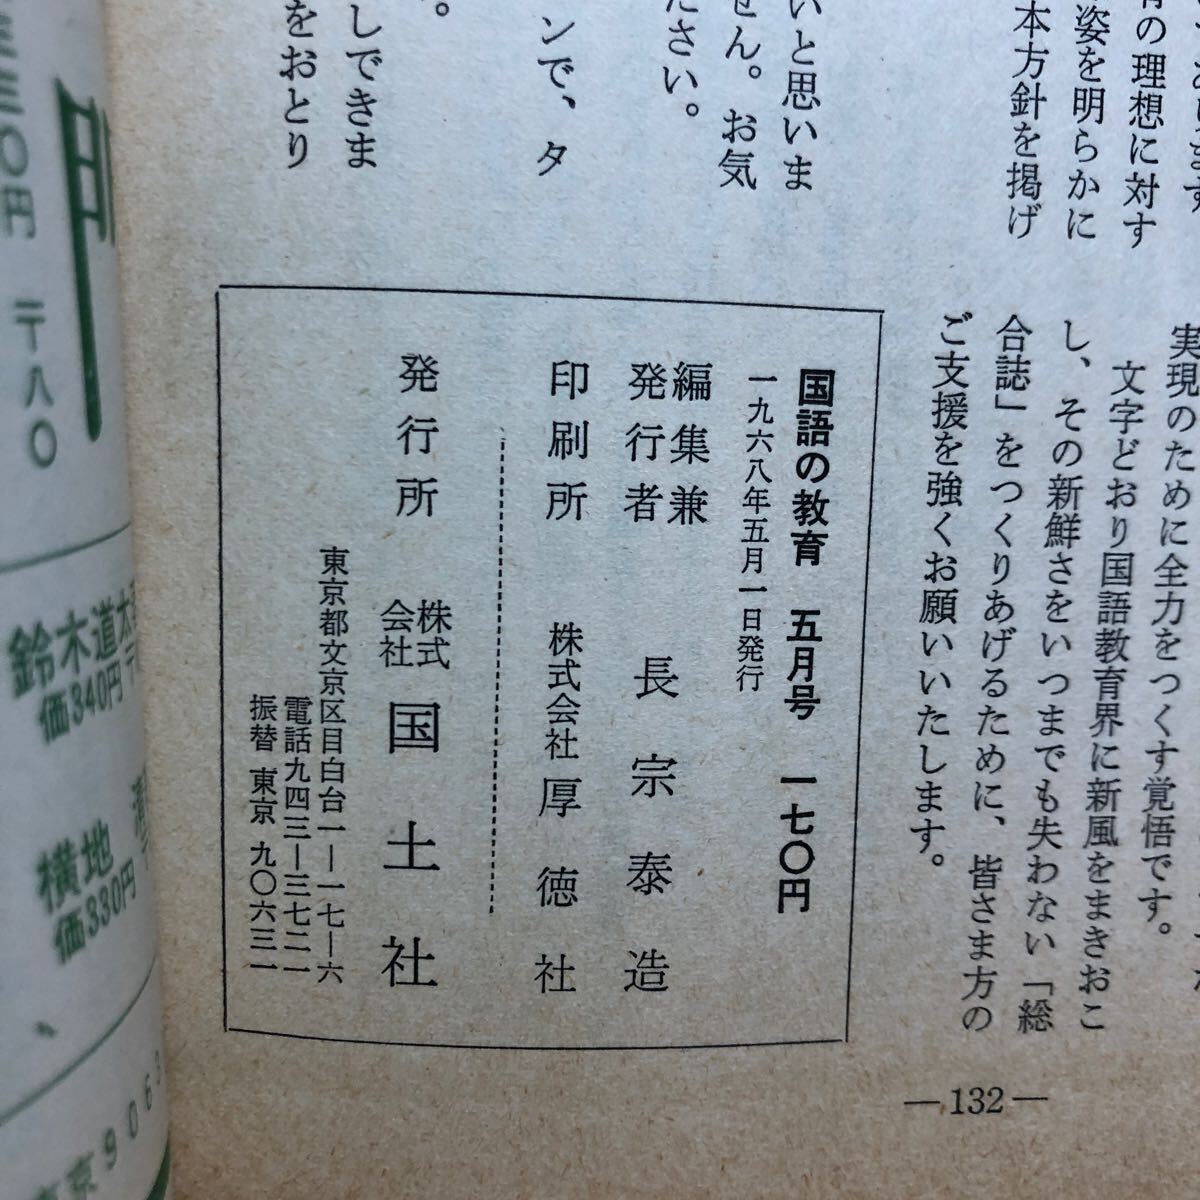 の理想に対す
姿を明らかに
本方針を掲げ
いと思いま
せん。お気
ださい。
ンで、タ
しできま
をおとり
実現のために全力をつくす覚悟です。
文字どおり国語教育界に新風をまきおこ
し、その新鮮さをいつまでも失わない「総
合誌」をつくりあげるために、皆さま方の
ご支援を強くお願いいたします。
国語の教育 五月号 一七〇円
一九六八年五月一日発行
編集兼
発行者 長宗泰造
印刷所 株式会社 厚徳社
発行所 株式会社 国土社
東京都文京区目白台一—一七—六
電話九四三—三七二一
振替 東京 九〇六三一
—132—
〇円 〒八〇
鈴木道太
価340円
横地
価330円
東京9063